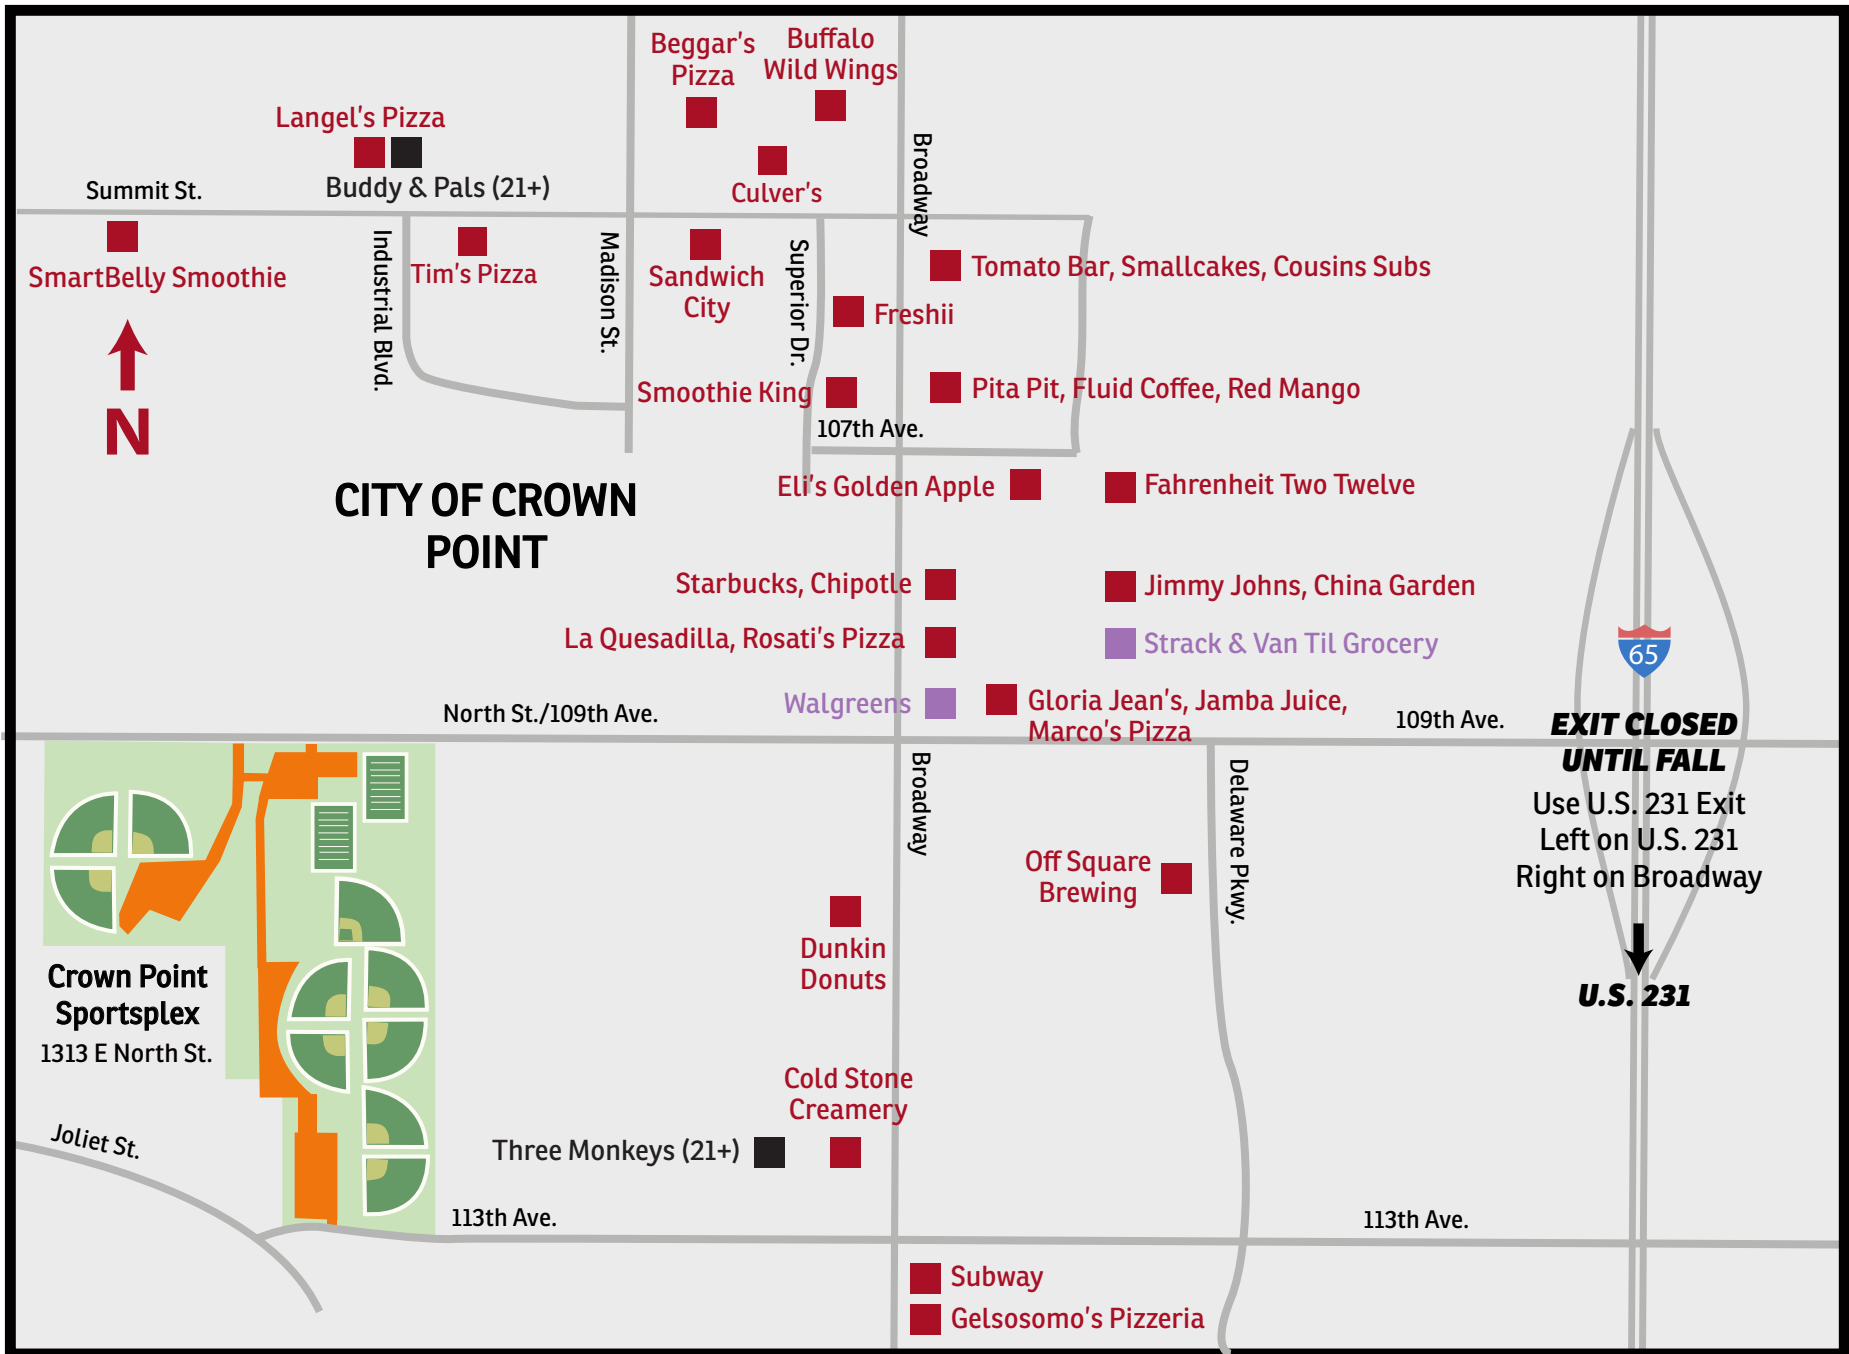 Beggar's
Pizza
Buffalo
Wild Wings
Langel's Pizza
Buddy & Pals (21+)
Culver's
Broadway
Summit St.
SmartBelly Smoothie
Industrial Blvd.
Tim's Pizza
Madison St.
Sandwich
City
Superior Dr.
Tomato Bar, Smallcakes, Cousins Subs
Freshii
Smoothie King
Pita Pit, Fluid Coffee, Red Mango
107th Ave.
N
CITY OF CROWN
POINT
Eli's Golden Apple
Fahrenheit Two Twelve
Starbucks, Chipotle
Jimmy Johns, China Garden
La Quesadilla, Rosati's Pizza
Strack & Van Til Grocery
65
Walgreens
Gloria Jean's, Jamba Juice,
Marco's Pizza
North St./109th Ave.
109th Ave.
EXIT CLOSED
UNTIL FALL
Use U.S. 231 Exit
Left on U.S. 231
Right on Broadway
U.S. 231
Broadway
Delaware Pkwy.
Off Square
Brewing
Dunkin
Donuts
Crown Point
Sportsplex
1313 E North St.
Cold Stone
Creamery
Three Monkeys (21+)
Joliet St.
113th Ave.
113th Ave.
Subway
Gelsosomo's Pizzeria